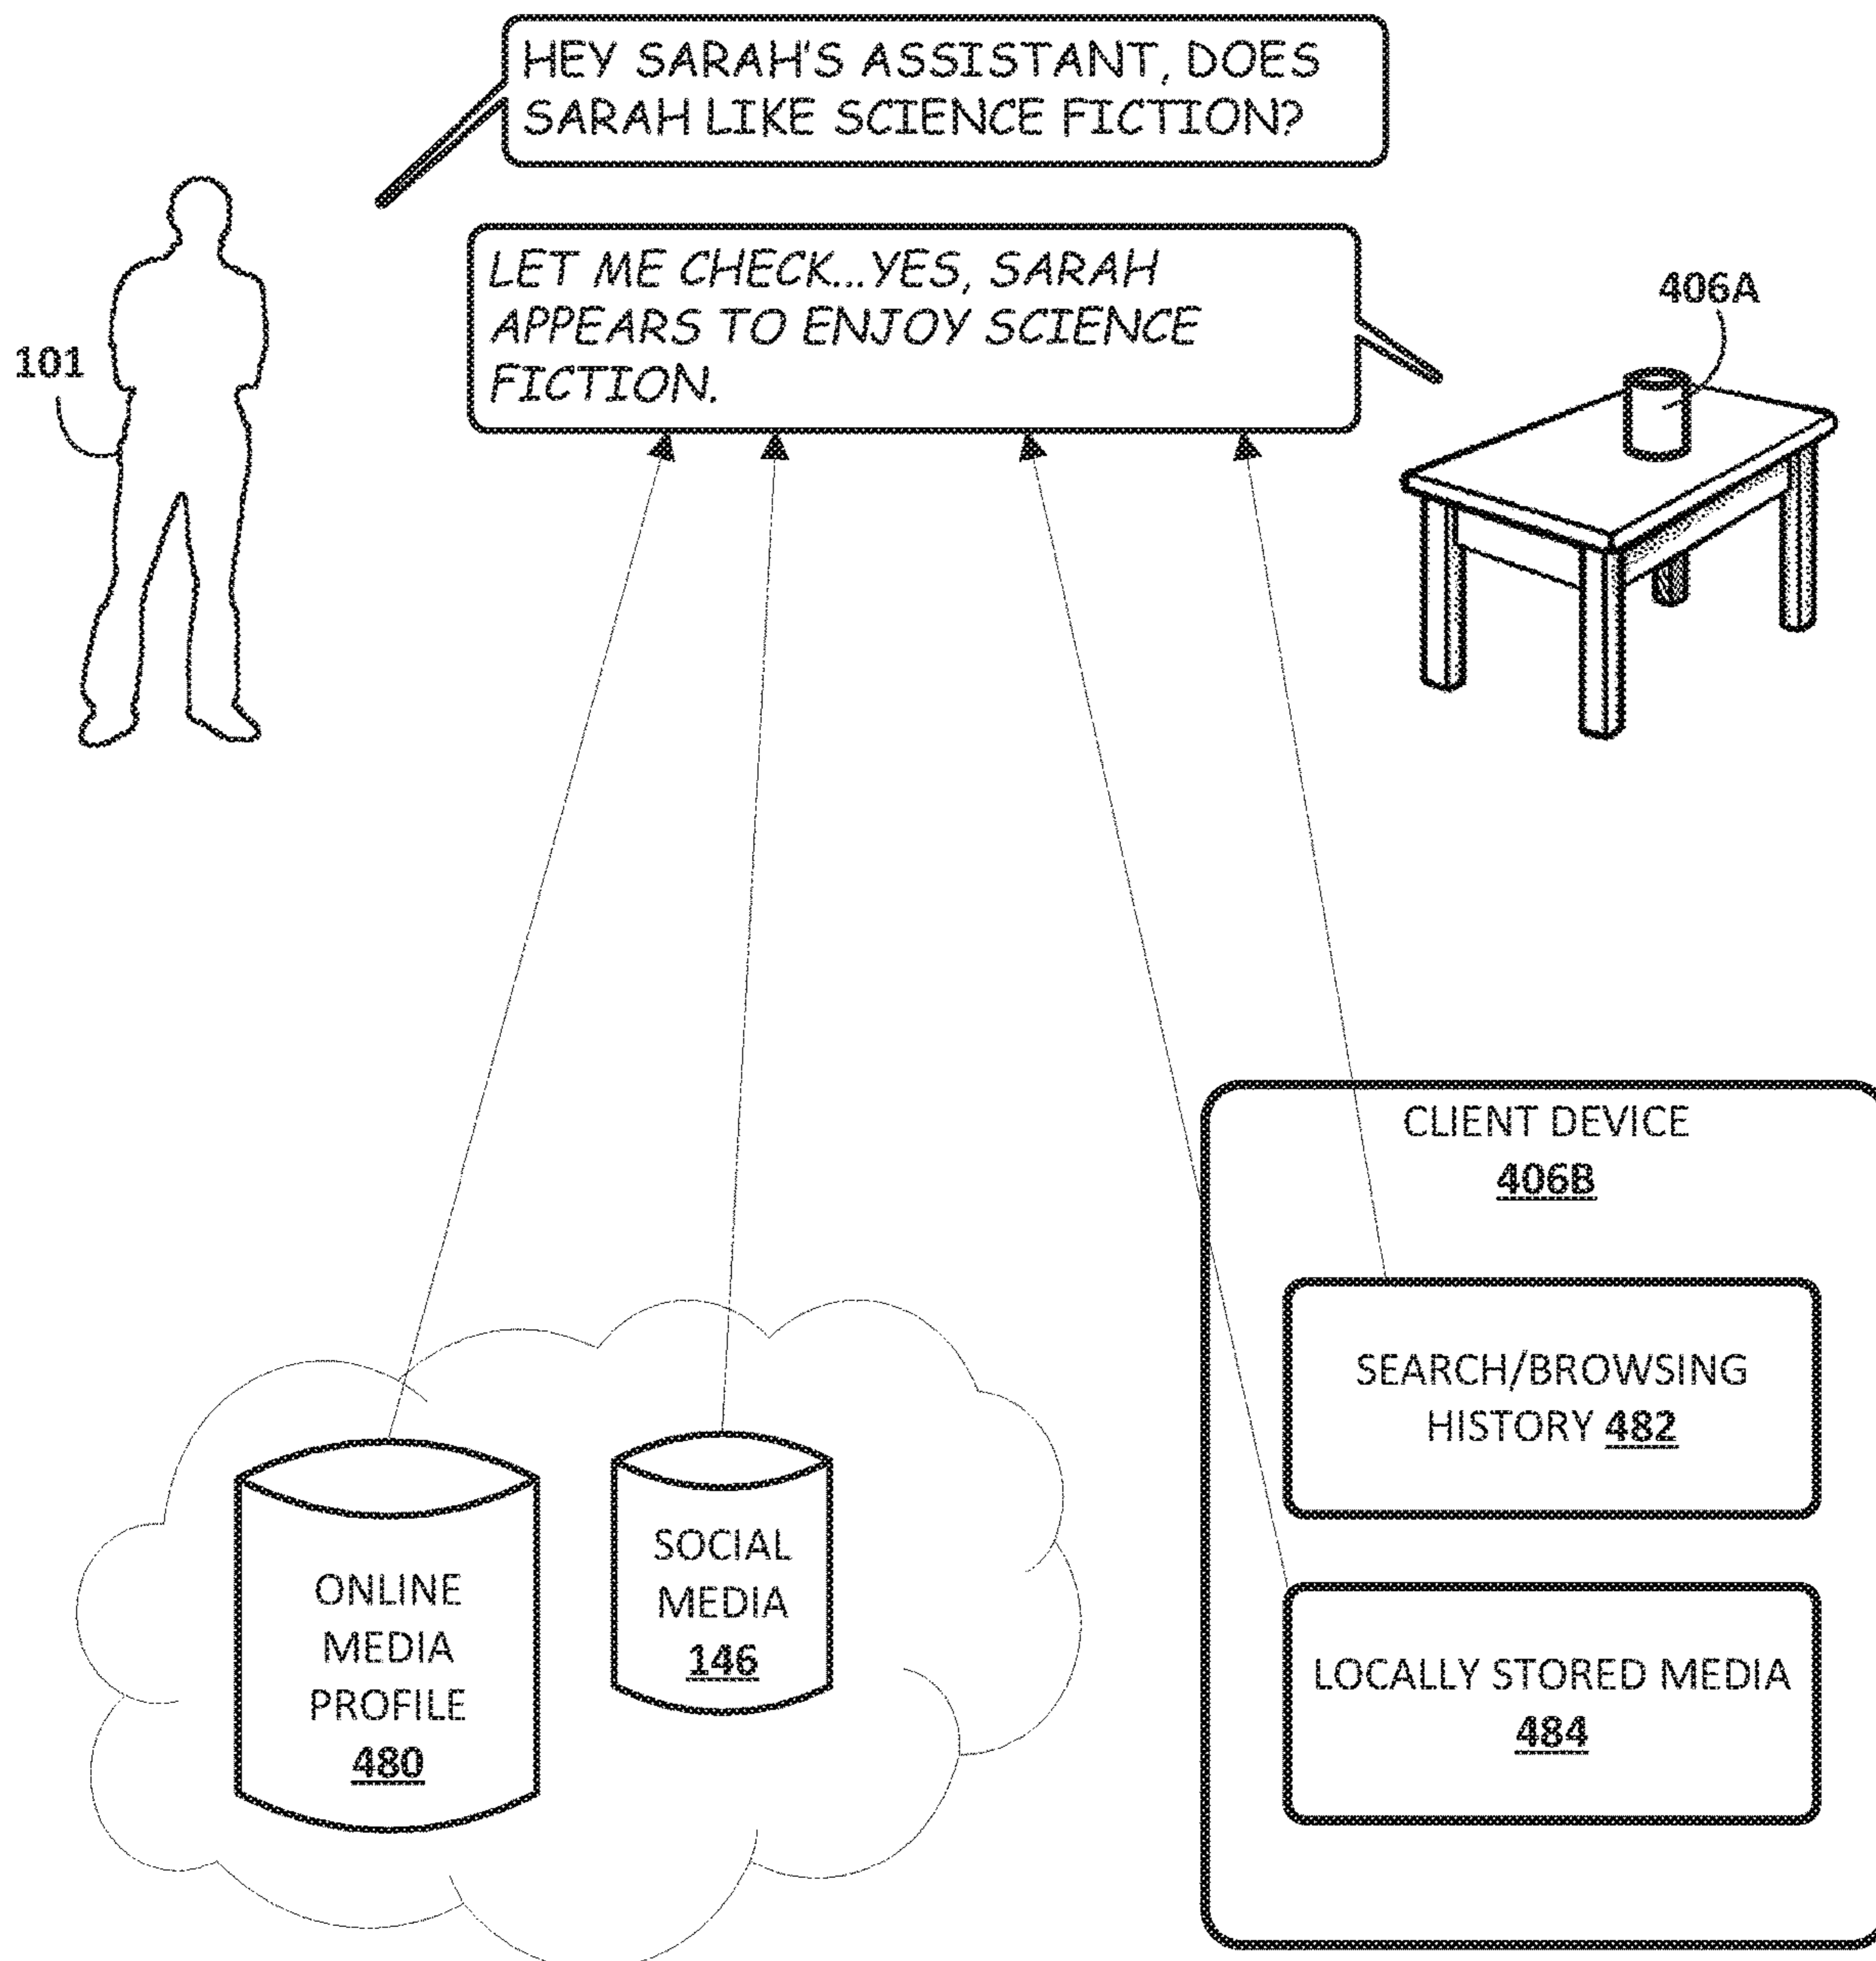 HEY SARAH'S ASSISTANT, DOES
SARAH LIKE SCIENCE FICTION?
LET ME CHECK...YES, SARAH
APPEARS TO ENJOY SCIENCE
FICTION.
406A
101
CLIENT DEVICE
406B
SEARCH/BROWSING
HISTORY 482
LOCALLY STORED MEDIA
484
ONLINE
MEDIA
PROFILE
480
SOCIAL
MEDIA
146